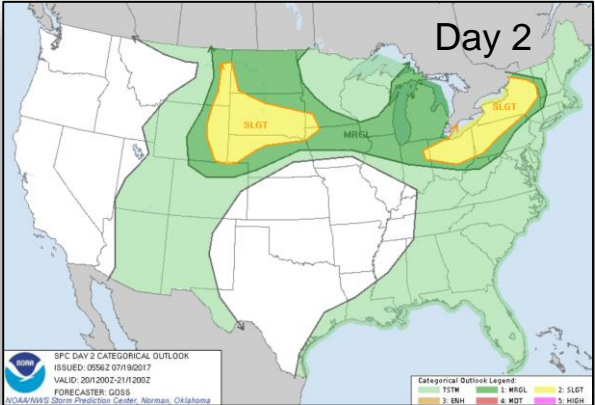 Day 2
SLGT
SLGT
MRGL
noaa
SPC DAY 2 CATEGORICAL OUTLOOK
ISSUED: 0556Z 07/19/2017
VALID: 20/1200Z-21/1200Z
FORECASTER: GOSS
NOAA/NWS Storm Prediction Center, Norman, Oklahoma
Categorical Outlook Legend:
TSTM 1: MRGL 2: SLGT
3: ENH 4: MDT 5: HIGH